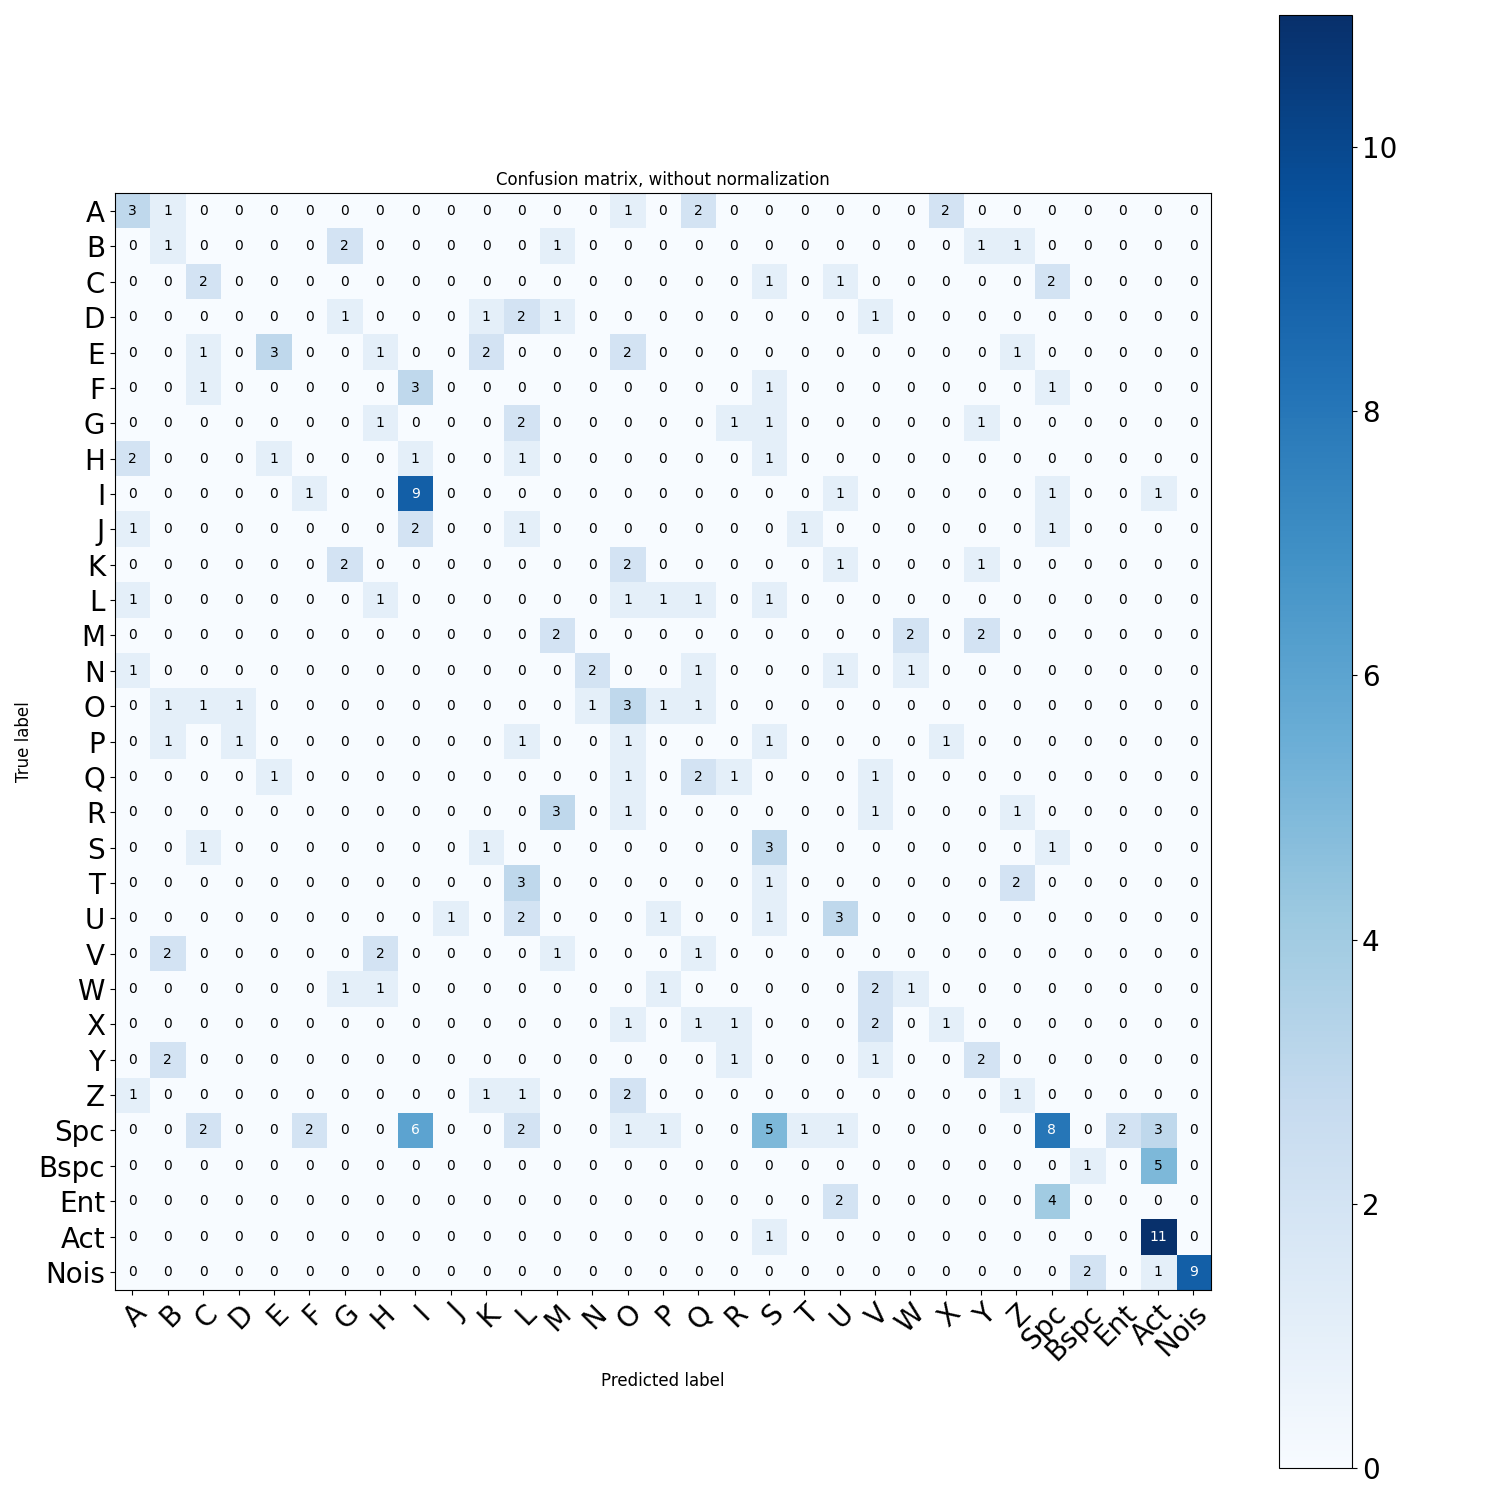 Confusion matrix, without normalization
A 3 1 0 0 0 0 0 0 0 0 0 0 0 0 1 0 2 0 0 0 0 0 0 2 0 0 0 0 0 0 0
B 0 1 0 0 0 0 2 0 0 0 0 0 1 0 0 0 0 0 0 0 0 0 0 0 1 1 0 0 0 0 0
C 0 0 2 0 0 0 0 0 0 0 0 0 0 0 0 0 0 0 1 0 1 0 0 0 0 0 2 0 0 0 0
D 0 0 0 0 0 0 1 0 0 0 1 2 1 0 0 0 0 0 0 0 0 1 0 0 0 0 0 0 0 0 0
E 0 0 1 0 3 0 0 1 0 0 2 0 0 0 2 0 0 0 0 0 0 0 0 0 0 1 0 0 0 0 0
F 0 0 1 0 0 0 0 0 3 0 0 0 0 0 0 0 0 0 1 0 0 0 0 0 0 0 1 0 0 0 0
G 0 0 0 0 0 0 0 1 0 0 0 2 0 0 0 0 0 1 1 0 0 0 0 0 1 0 0 0 0 0 0
H 2 0 0 0 1 0 0 0 1 0 0 1 0 0 0 0 0 0 1 0 0 0 0 0 0 0 0 0 0 0 0
I 0 0 0 0 0 1 0 0 9 0 0 0 0 0 0 0 0 0 0 0 1 0 0 0 0 0 1 0 0 1 0
J 1 0 0 0 0 0 0 0 2 0 0 1 0 0 0 0 0 0 0 1 0 0 0 0 0 0 1 0 0 0 0
K 0 0 0 0 0 0 2 0 0 0 0 0 0 0 2 0 0 0 0 0 1 0 0 0 1 0 0 0 0 0 0
L 1 0 0 0 0 0 0 1 0 0 0 0 0 0 1 1 1 0 1 0 0 0 0 0 0 0 0 0 0 0 0
M 0 0 0 0 0 0 0 0 0 0 0 0 2 0 0 0 0 0 0 0 0 0 2 0 2 0 0 0 0 0 0
N 1 0 0 0 0 0 0 0 0 0 0 0 0 2 0 0 1 0 0 0 1 0 1 0 0 0 0 0 0 0 0
O 0 1 1 1 0 0 0 0 0 0 0 0 0 1 3 1 1 0 0 0 0 0 0 0 0 0 0 0 0 0 0
P 0 1 0 1 0 0 0 0 0 0 0 1 0 0 1 0 0 0 1 0 0 0 0 1 0 0 0 0 0 0 0
Q 0 0 0 0 1 0 0 0 0 0 0 0 0 0 1 0 2 1 0 0 0 1 0 0 0 0 0 0 0 0 0
R 0 0 0 0 0 0 0 0 0 0 0 0 3 0 1 0 0 0 0 0 0 1 0 0 0 1 0 0 0 0 0
S 0 0 1 0 0 0 0 0 0 0 1 0 0 0 0 0 0 0 3 0 0 0 0 0 0 0 1 0 0 0 0
T 0 0 0 0 0 0 0 0 0 0 0 3 0 0 0 0 0 0 1 0 0 0 0 0 0 2 0 0 0 0 0
U 0 0 0 0 0 0 0 0 0 1 0 2 0 0 0 1 0 0 1 0 3 0 0 0 0 0 0 0 0 0 0
V 0 2 0 0 0 0 0 2 0 0 0 0 1 0 0 0 1 0 0 0 0 0 0 0 0 0 0 0 0 0 0
W 0 0 0 0 0 0 1 1 0 0 0 0 0 0 0 1 0 0 0 0 0 2 1 0 0 0 0 0 0 0 0
X 0 0 0 0 0 0 0 0 0 0 0 0 0 0 1 0 1 1 0 0 0 2 0 1 0 0 0 0 0 0 0
Y 0 2 0 0 0 0 0 0 0 0 0 0 0 0 0 0 0 1 0 0 0 1 0 0 2 0 0 0 0 0 0
Z 1 0 0 0 0 0 0 0 0 0 1 1 0 0 2 0 0 0 0 0 0 0 0 0 0 1 0 0 0 0 0
Spc 0 0 2 0 0 2 0 0 6 0 0 2 0 0 1 1 0 0 5 1 1 0 0 0 0 0 8 0 2 3 0
Bspc 0 0 0 0 0 0 0 0 0 0 0 0 0 0 0 0 0 0 0 0 0 0 0 0 0 0 0 1 0 5 0
Ent 0 0 0 0 0 0 0 0 0 0 0 0 0 0 0 0 0 0 0 0 2 0 0 0 0 0 4 0 0 0 0
Act 0 0 0 0 0 0 0 0 0 0 0 0 0 0 0 0 0 0 1 0 0 0 0 0 0 0 0 0 0 11 0
Nois 0 0 0 0 0 0 0 0 0 0 0 0 0 0 0 0 0 0 0 0 0 0 0 0 0 0 0 2 0 1 9
A B C D E F G H I J K L M N O P Q R S T U V W X Y Z Spc Bspc Ent Act Nois
Predicted label
True label
10
8
6
4
2
0